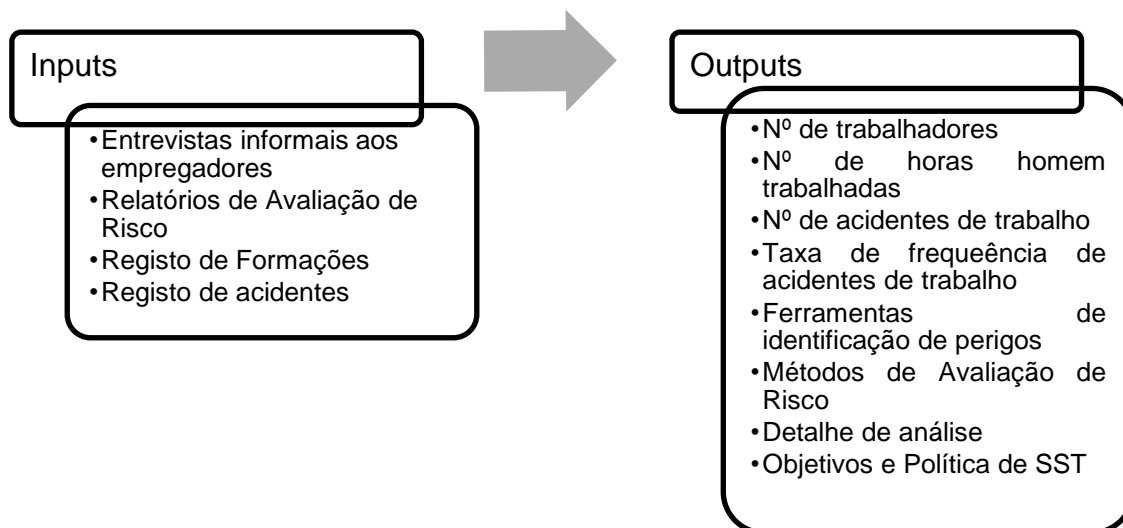 Inputs
•Entrevistas informais aos
empregadores
•Relatórios de Avaliação de
Risco
•Registo de Formações
•Registo de acidentes
Outputs
•Nº de trabalhadores
•Nº de horas homem
trabalhadas
•Nº de acidentes de trabalho
•Taxa de frequeência de
acidentes de trabalho
•Ferramentas de
identificação de perigos
•Métodos de Avaliação de
Risco
•Detalhe de análise
•Objetivos e Política de SST